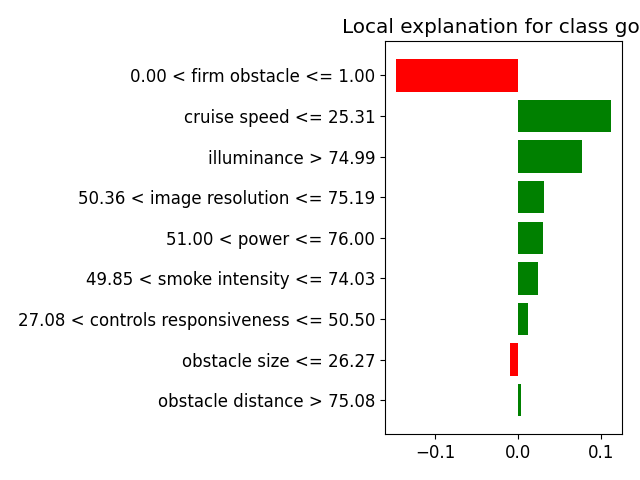 Local explanation for class go
0.00 < firm obstacle <= 1.00
cruise speed <= 25.31
illuminance > 74.99
50.36 < image resolution <= 75.19
51.00 < power <= 76.00
49.85 < smoke intensity <= 74.03
27.08 < controls responsiveness <= 50.50
obstacle size <= 26.27
obstacle distance > 75.08
−0.1 0.0 0.1